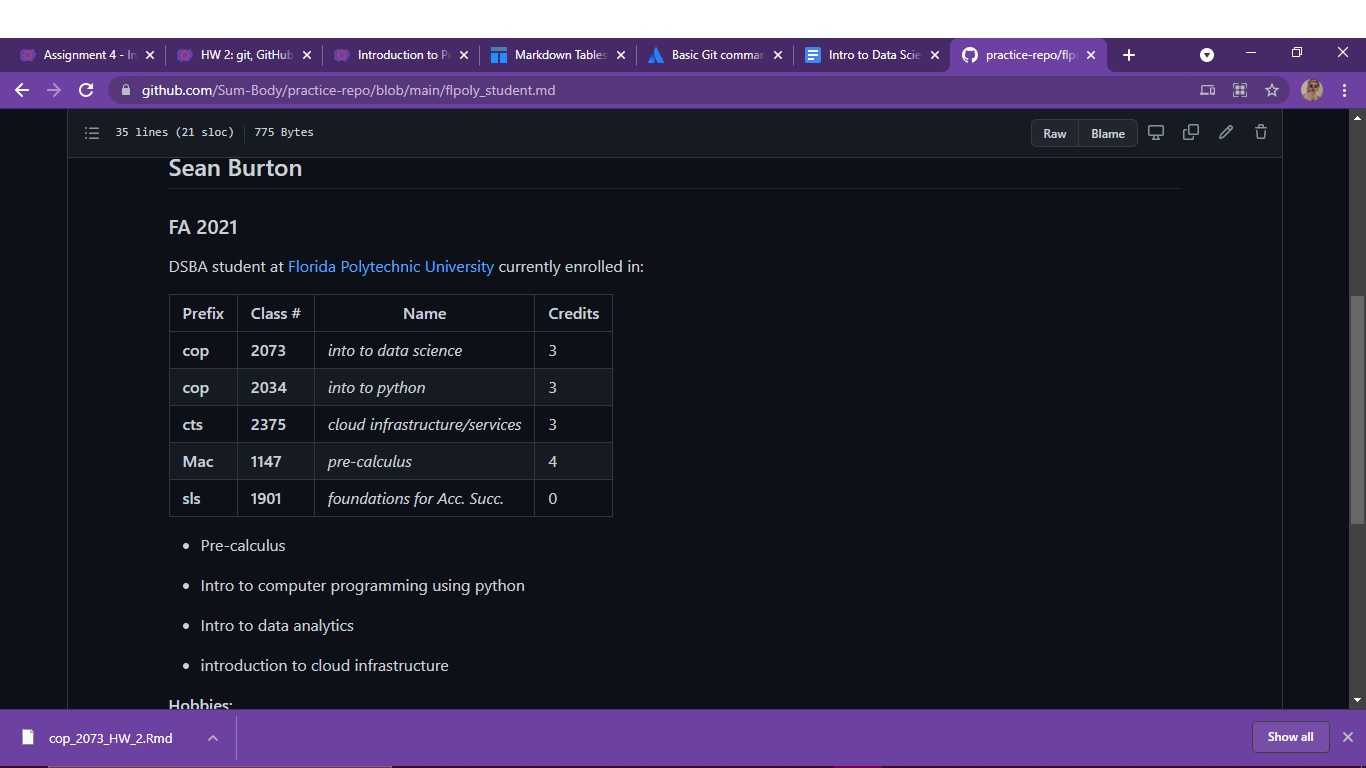 Assignment 4 - In
HW 2: git, GitHub
Introduction to Pr
Markdown Tables
Basic Git comman
Intro to Data Scie
practice-repo/flpo
github.com/Sum-Body/practice-repo/blob/main/flpoly_student.md
35 lines (21 sloc) 775 Bytes Raw Blame
Sean Burton
FA 2021
DSBA student at Florida Polytechnic University currently enrolled in:
Prefix Class # Name Credits
cop 2073 into to data science 3
cop 2034 into to python 3
cts 2375 cloud infrastructure/services 3
Mac 1147 pre-calculus 4
sls 1901 foundations for Acc. Succ. 0
Pre-calculus
Intro to computer programming using python
Intro to data analytics
introduction to cloud infrastructure
Hobbies:
cop_2073_HW_2.Rmd Show all